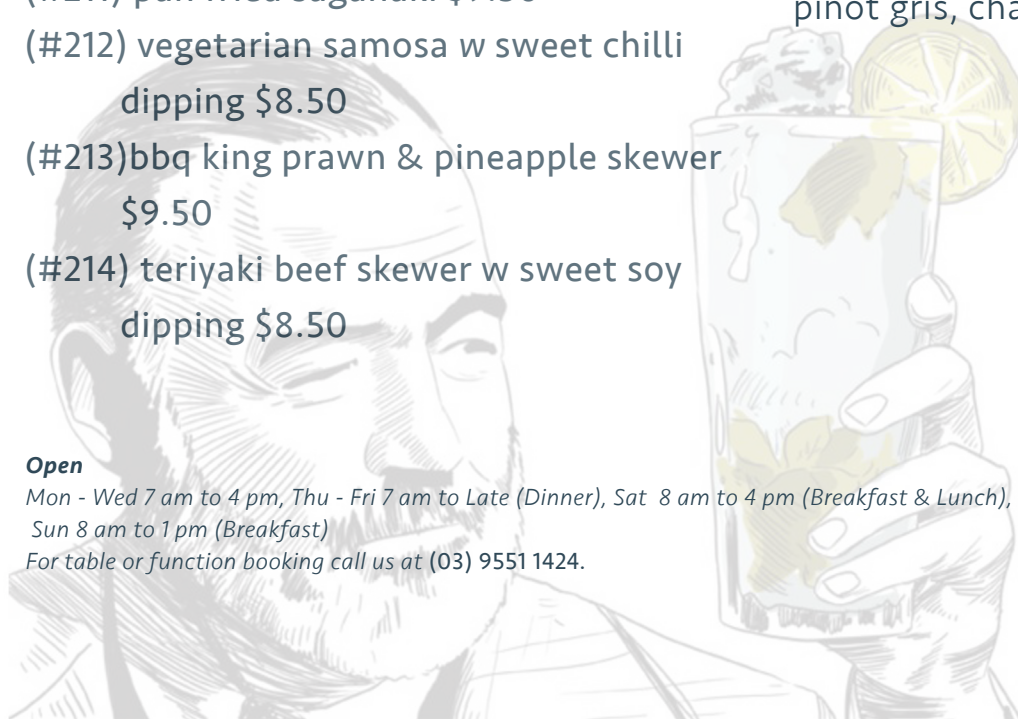 pinot gris,
(#212) vegetarian samosa w sweet chilli
dipping $8.50
(#213)bbq king prawn & pineapple skewer
$9.50
(#214) teriyaki beef skewer w sweet soy
dipping $8.50
Open
Mon - Wed 7 am to 4 pm, Thu - Fri 7 am to Late (Dinner), Sat  8 am to 4 pm (Breakfast & Lunch),
Sun 8 am to 1 pm (Breakfast)
For table or function booking call us at (03) 9551 1424.